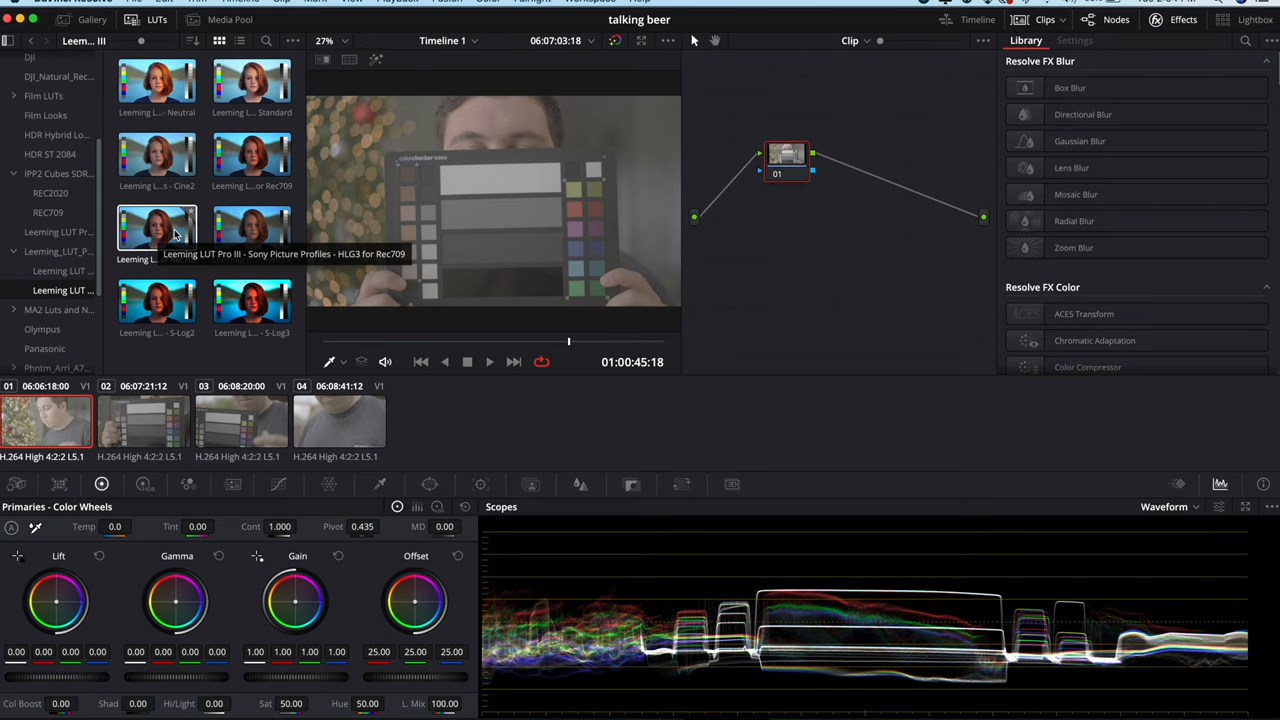 talking beer
Gallery
LUTs
Media Pool
Timeline
Clips
Nodes
Effects
Lightbox
Leem... III
27%
Timeline 1
06:07:03:18
Clip
Library
Settings
DJI
DJI_Natural_Rec...
Film LUTs
Film Looks
HDR Hybrid Lo...
HDR ST 2084
IPP2 Cubes SDR...
REC2020
REC709
Leeming LUT Pr...
Leeming_LUT_P...
Leeming LUT ...
Leeming LUT ...
MA2 Luts and N...
Olympus
Panasonic
Phntm_Arri_A7...
Leeming L...- Neutral
Leeming L... Standard
Leeming L...s - Cine2
Leeming L...or Rec709
Leeming L
Leeming LUT Pro III - Sony Picture Profiles - HLG3 for Rec709
Leeming L... - S-Log2
Leeming L... - S-Log3
colorchecker video
01
Resolve FX Blur
Box Blur
Directional Blur
Gaussian Blur
Lens Blur
Mosaic Blur
Radial Blur
Zoom Blur
Resolve FX Color
ACES Transform
Chromatic Adaptation
Color Compressor
01:00:45:18
01 06:06:18:00 V1
02 06:07:21:12 V1
03 06:08:20:00 V1
04 06:08:41:12 V1
H.264 High 4:2:2 L5.1
H.264 High 4:2:2 L5.1
H.264 High 4:2:2 L5.1
H.264 High 4:2:2 L5.1
HDR
3D
Primaries - Color Wheels
A
Temp 0.0
Tint 0.00
Cont 1.000
Pivot 0.435
MD 0.00
Lift
Gamma
Gain
Offset
0.00 0.00 0.00 0.00
0.00 0.00 0.00 0.00
1.00 1.00 1.00 1.00
25.00 25.00 25.00
Col Boost 0.00
Shad 0.00
Hi/Light 0.00
Sat 50.00
Hue 50.00
L. Mix 100.00
Scopes
Waveform